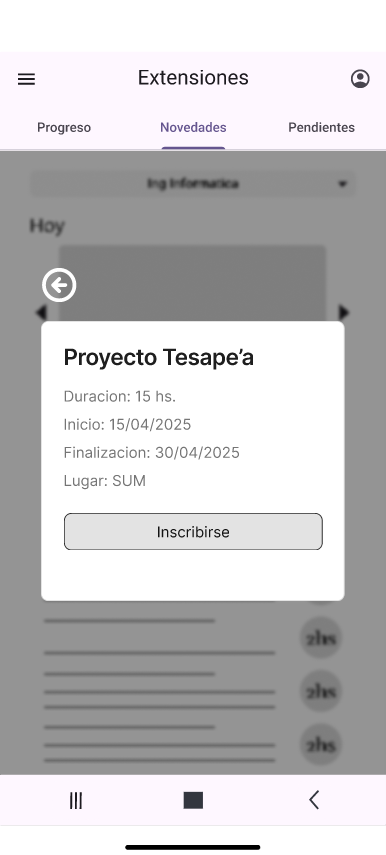 Extensiones
Progreso
Novedades
Pendientes
Ing Informatica
Hoy
Proyecto Tesape’a
Duracion: 15 hs.
Inicio: 15/04/2025
Finalizacion: 30/04/2025
Lugar: SUM
Inscribirse
2hs
2hs
2hs